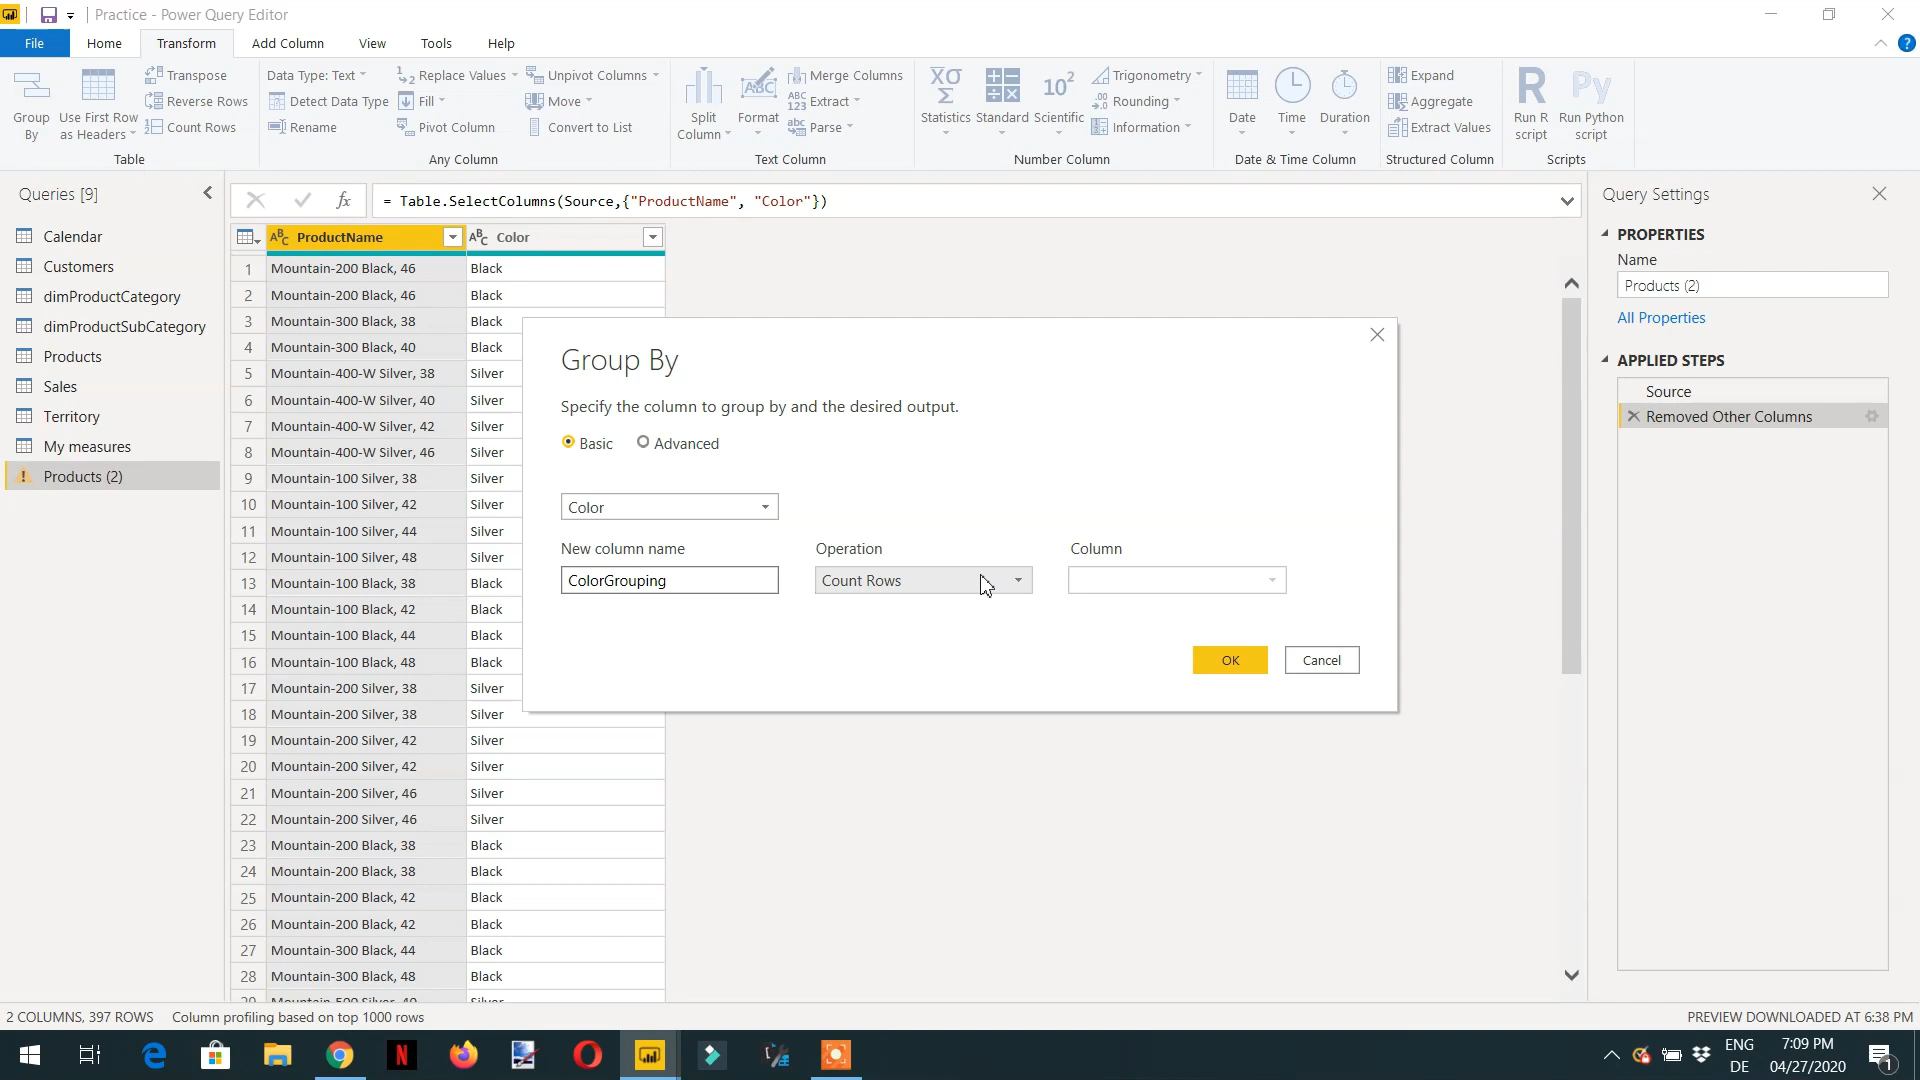 Practice - Power Query Editor
File Home Transform Add Column View Tools Help
Group By
Use First Row as Headers
Transpose
Reverse Rows
Count Rows
Table
Data Type: Text
Detect Data Type
Rename
Replace Values
Fill
Pivot Column
Unpivot Columns
Move
Convert to List
Any Column
Split Column
Format
Merge Columns
Extract
Parse
Text Column
Statistics
Standard
Scientific
Trigonometry
Rounding
Information
Number Column
Date
Time
Duration
Date & Time Column
Expand
Aggregate
Extract Values
Structured Column
Run R script
Run Python script
Scripts
Queries [9]
Calendar
Customers
dimProductCategory
dimProductSubCategory
Products
Sales
Territory
My measures
Products (2)
fx = Table.SelectColumns(Source,{"ProductName", "Color"})
ProductName Color
1 Mountain-200 Black, 46 Black
2 Mountain-200 Black, 46 Black
3 Mountain-300 Black, 38 Black
4 Mountain-300 Black, 40 Black
5 Mountain-400-W Silver, 38 Silver
6 Mountain-400-W Silver, 40 Silver
7 Mountain-400-W Silver, 42 Silver
8 Mountain-400-W Silver, 46 Silver
9 Mountain-100 Silver, 38 Silver
10 Mountain-100 Silver, 42 Silver
11 Mountain-100 Silver, 44 Silver
12 Mountain-100 Silver, 48 Silver
13 Mountain-100 Black, 38 Black
14 Mountain-100 Black, 42 Black
15 Mountain-100 Black, 44 Black
16 Mountain-100 Black, 48 Black
17 Mountain-200 Silver, 38 Silver
18 Mountain-200 Silver, 38 Silver
19 Mountain-200 Silver, 42 Silver
20 Mountain-200 Silver, 42 Silver
21 Mountain-200 Silver, 46 Silver
22 Mountain-200 Silver, 46 Silver
23 Mountain-200 Black, 38 Black
24 Mountain-200 Black, 38 Black
25 Mountain-200 Black, 42 Black
26 Mountain-200 Black, 42 Black
27 Mountain-300 Black, 44 Black
28 Mountain-300 Black, 48 Black
Group By
Specify the column to group by and the desired output.
Basic Advanced
Color
New column name Operation Column
ColorGrouping Count Rows
OK Cancel
Query Settings
PROPERTIES
Name
Products (2)
All Properties
APPLIED STEPS
Source
Removed Other Columns
2 COLUMNS, 397 ROWS Column profiling based on top 1000 rows
PREVIEW DOWNLOADED AT 6:38 PM
ENG
DE
7:09 PM
04/27/2020
1